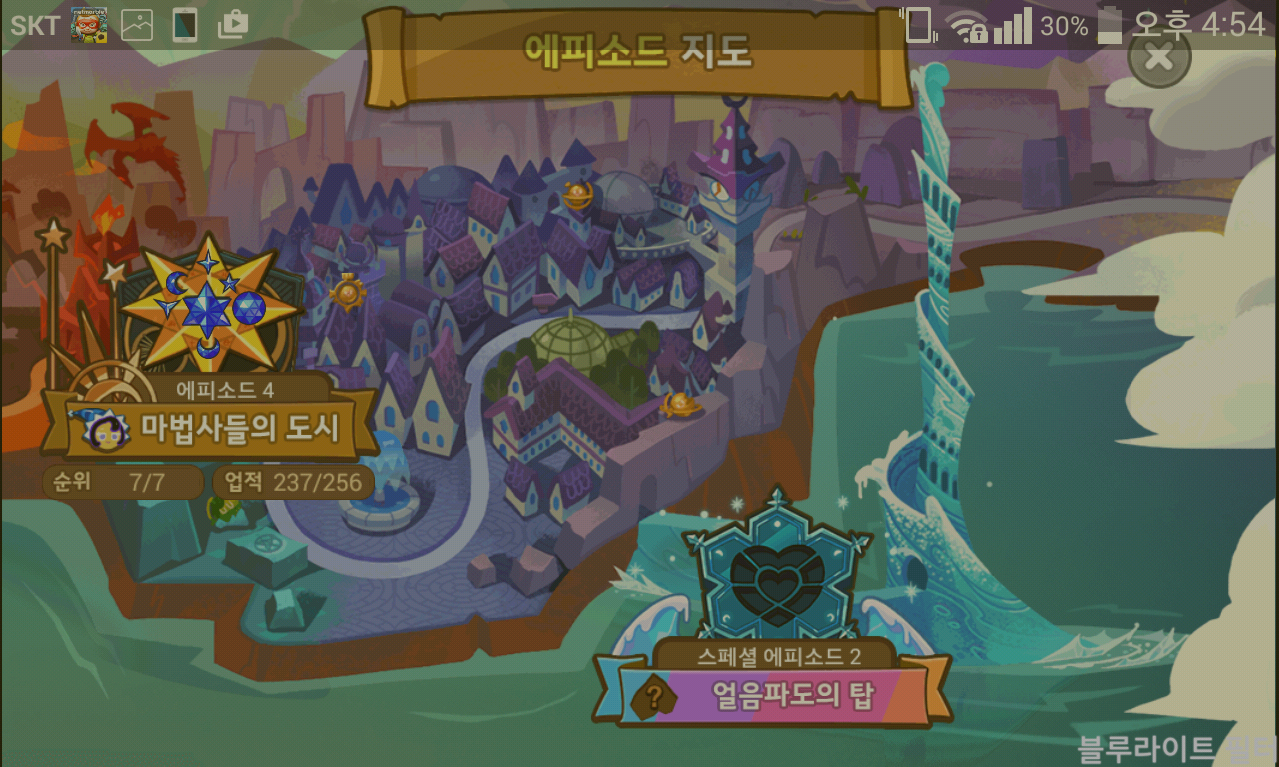 SKT
30%
오후 4:54
에피소드 지도
에피소드 4
마법사들의 도시
순위 7/7
업적 237/256
스페셜 에피소드 2
?
얼음파도의 탑
블루라이트 필터